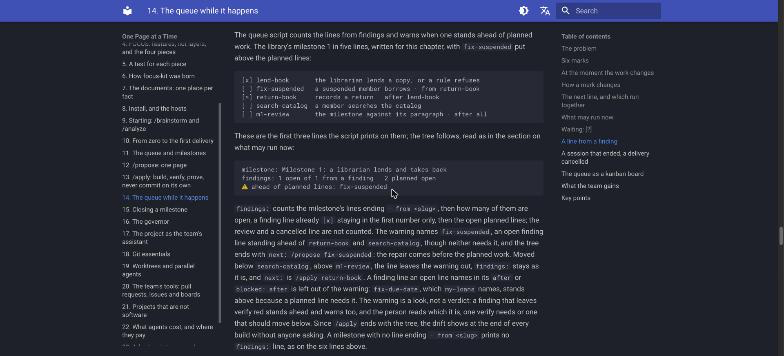 14. The queue while it happens
Search
One Page at a Time
and the four pieces
5. A test for each piece
6. How focus-kut was born
7. The documents: one place per
fact
8. Install, and the hosts
9. Starting: /brainstorm and
/analyze
10. From zero to the first delivery
11. The queue and milestones
12. /propose: one page
13. /apply: build, verify, prove,
never commit on its own
14. The queue while it happens
15. Closing a milestone
16. The governor
17. The project as the team's
assistant
18. Git essentials
19. Worktrees and parallel
agents
20. The teams tools: pull
requests, issues and boards
21. Projects that are not
software
22. What agents cost, and where
they pay
The queue script counts the lines from findings and warns when one stands ahead of planned
work. The library's milestone 1 in five lines, written for this chapter, with fix-suspended put
above the planned lines:
[x] lend-book the librarian lends a copy, or a rule refuses
[ ] fix-suspended a suspended member borrows · from return-book
[x] return-book records a return after lend-book
[ ] search-catalog a member searches the catalog
[ ] m1-review the milestone against its paragraph · after all
These are the first three lines the script prints on them; the tree follows, read as in the section on
what may run now:
milestone: Milestone 1: a librarian lends and takes back
findings: 1 open of 1 from a finding 2 planned open
⚠ ahead of planned lines: fix-suspended
findings: counts the milestone's lines ending · from <slug>, then how many of them are
open, a finding line already [x] staying in the first number only, then the open planned lines; the
review and a cancelled line are not counted. The warning names fix-suspended, an open finding
line standing ahead of return-book and search-catalog, though neither needs it, and the tree
ends with next: /propose fix-suspended: the repair comes before the planned work. Moved
below search-catalog, above m1-review, the line leaves the warning out, findings: stays as
it is, and next: is /apply return-book. A finding line an open line names in its after or
blocked: after is left out of the warning: fix-due-date, which my-loans names, stands
above because a planned line needs it. The warning is a look, not a verdict: a finding that leaves
verify red stands ahead and warns too, and the person reads which it is, one verify needs or one
that should move below. Since /apply ends with the tree, the drift shows at the end of every
build without anyone asking. A milestone with no line ending · from <slug> prints no
findings: line, as on the six lines above.
Table of contents
The problem
Six marks
At the moment the work changes
How a mark changes
The next line, and which run
together
What may run now
Waiting: [?]
A line from a finding
A session that ended, a delivery
cancelled
The queue as a kanban board
What the team gains
Key points